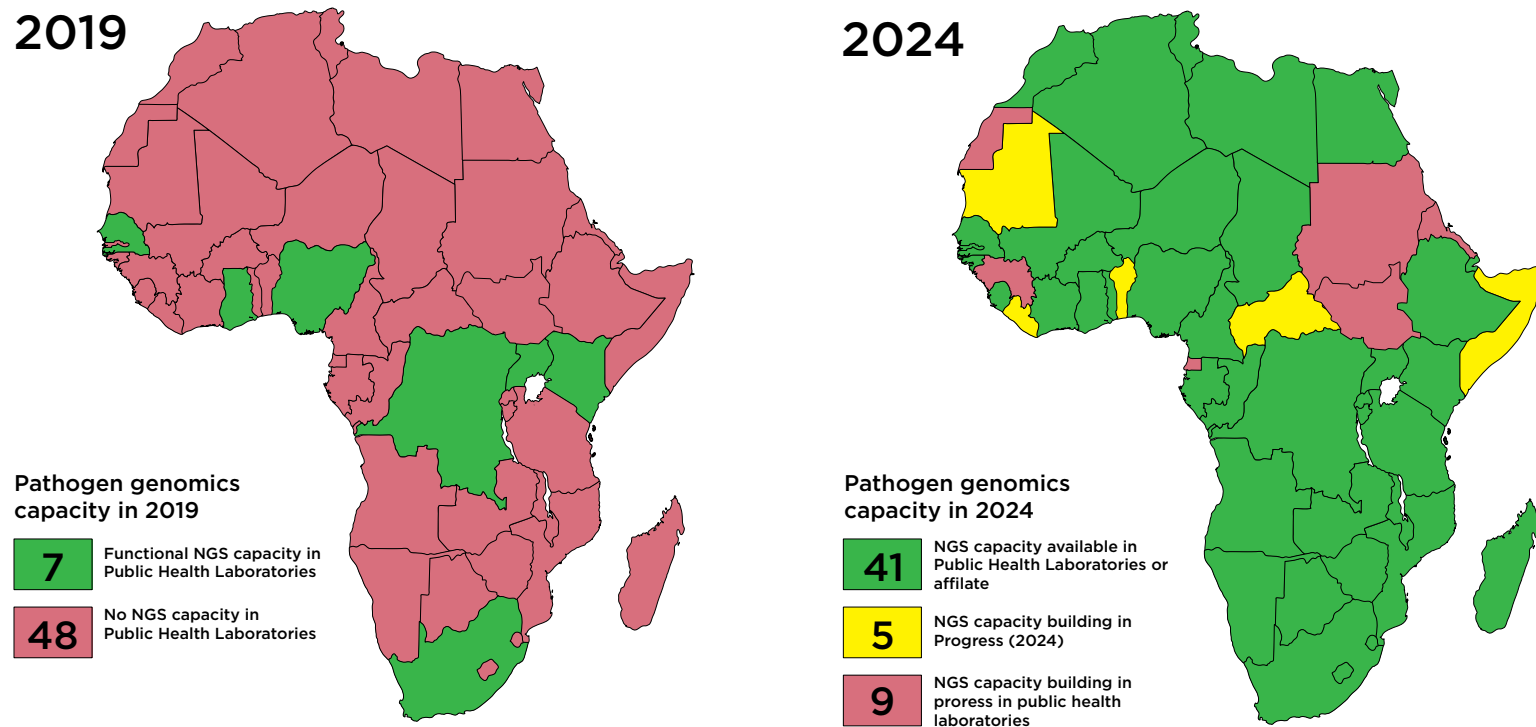 2019
Pathogen genomics
capacity in 2019
7
Functional NGS capacity in
Public Health Laboratories
48
No NGS capacity in
Public Health Laboratories
2024
Pathogen genomics
capacity in 2024
41
NGS capacity available in
Public Health Laboratories or
affilate
5
NGS capacity building in
Progress (2024)
9
NGS capacity building in
proress in public health
laboratories